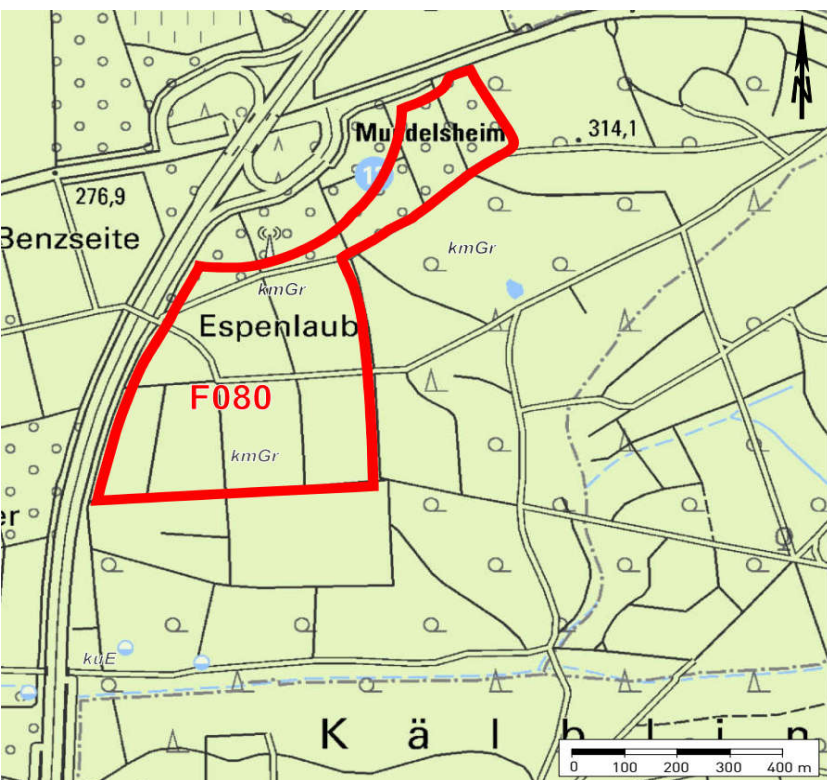 N
Mundelsheim
314,1
276,9
Benzseite
kmGr
kmGr
Espenlaub
F080
kmGr
er
kuE
Kälblin
0 100 200 300 400 m